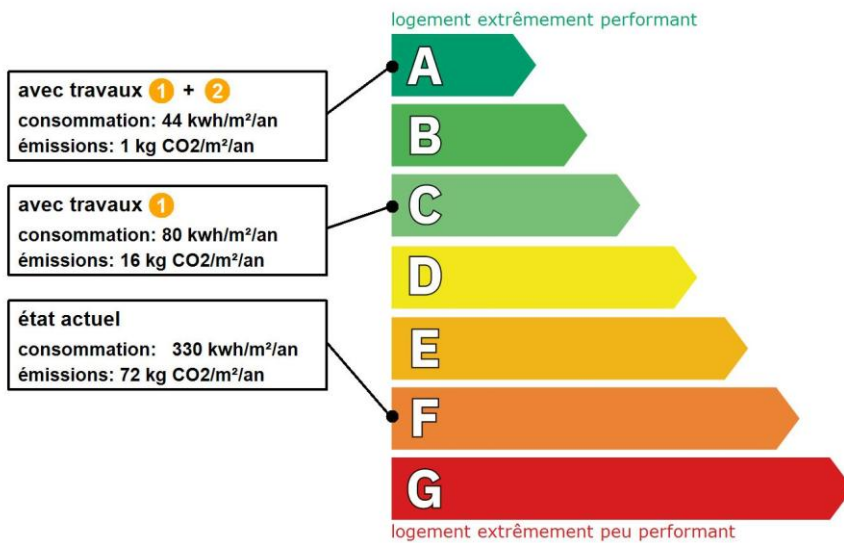 logement extrêmement performant
avec travaux 1 + 2
consommation: 44 kwh/m²/an
émissions: 1 kg CO2/m²/an
avec travaux 1
consommation: 80 kwh/m²/an
émissions: 16 kg CO2/m²/an
état actuel
consommation: 330 kwh/m²/an
émissions: 72 kg CO2/m²/an
A
B
C
D
E
F
G
logement extrêmement peu performant